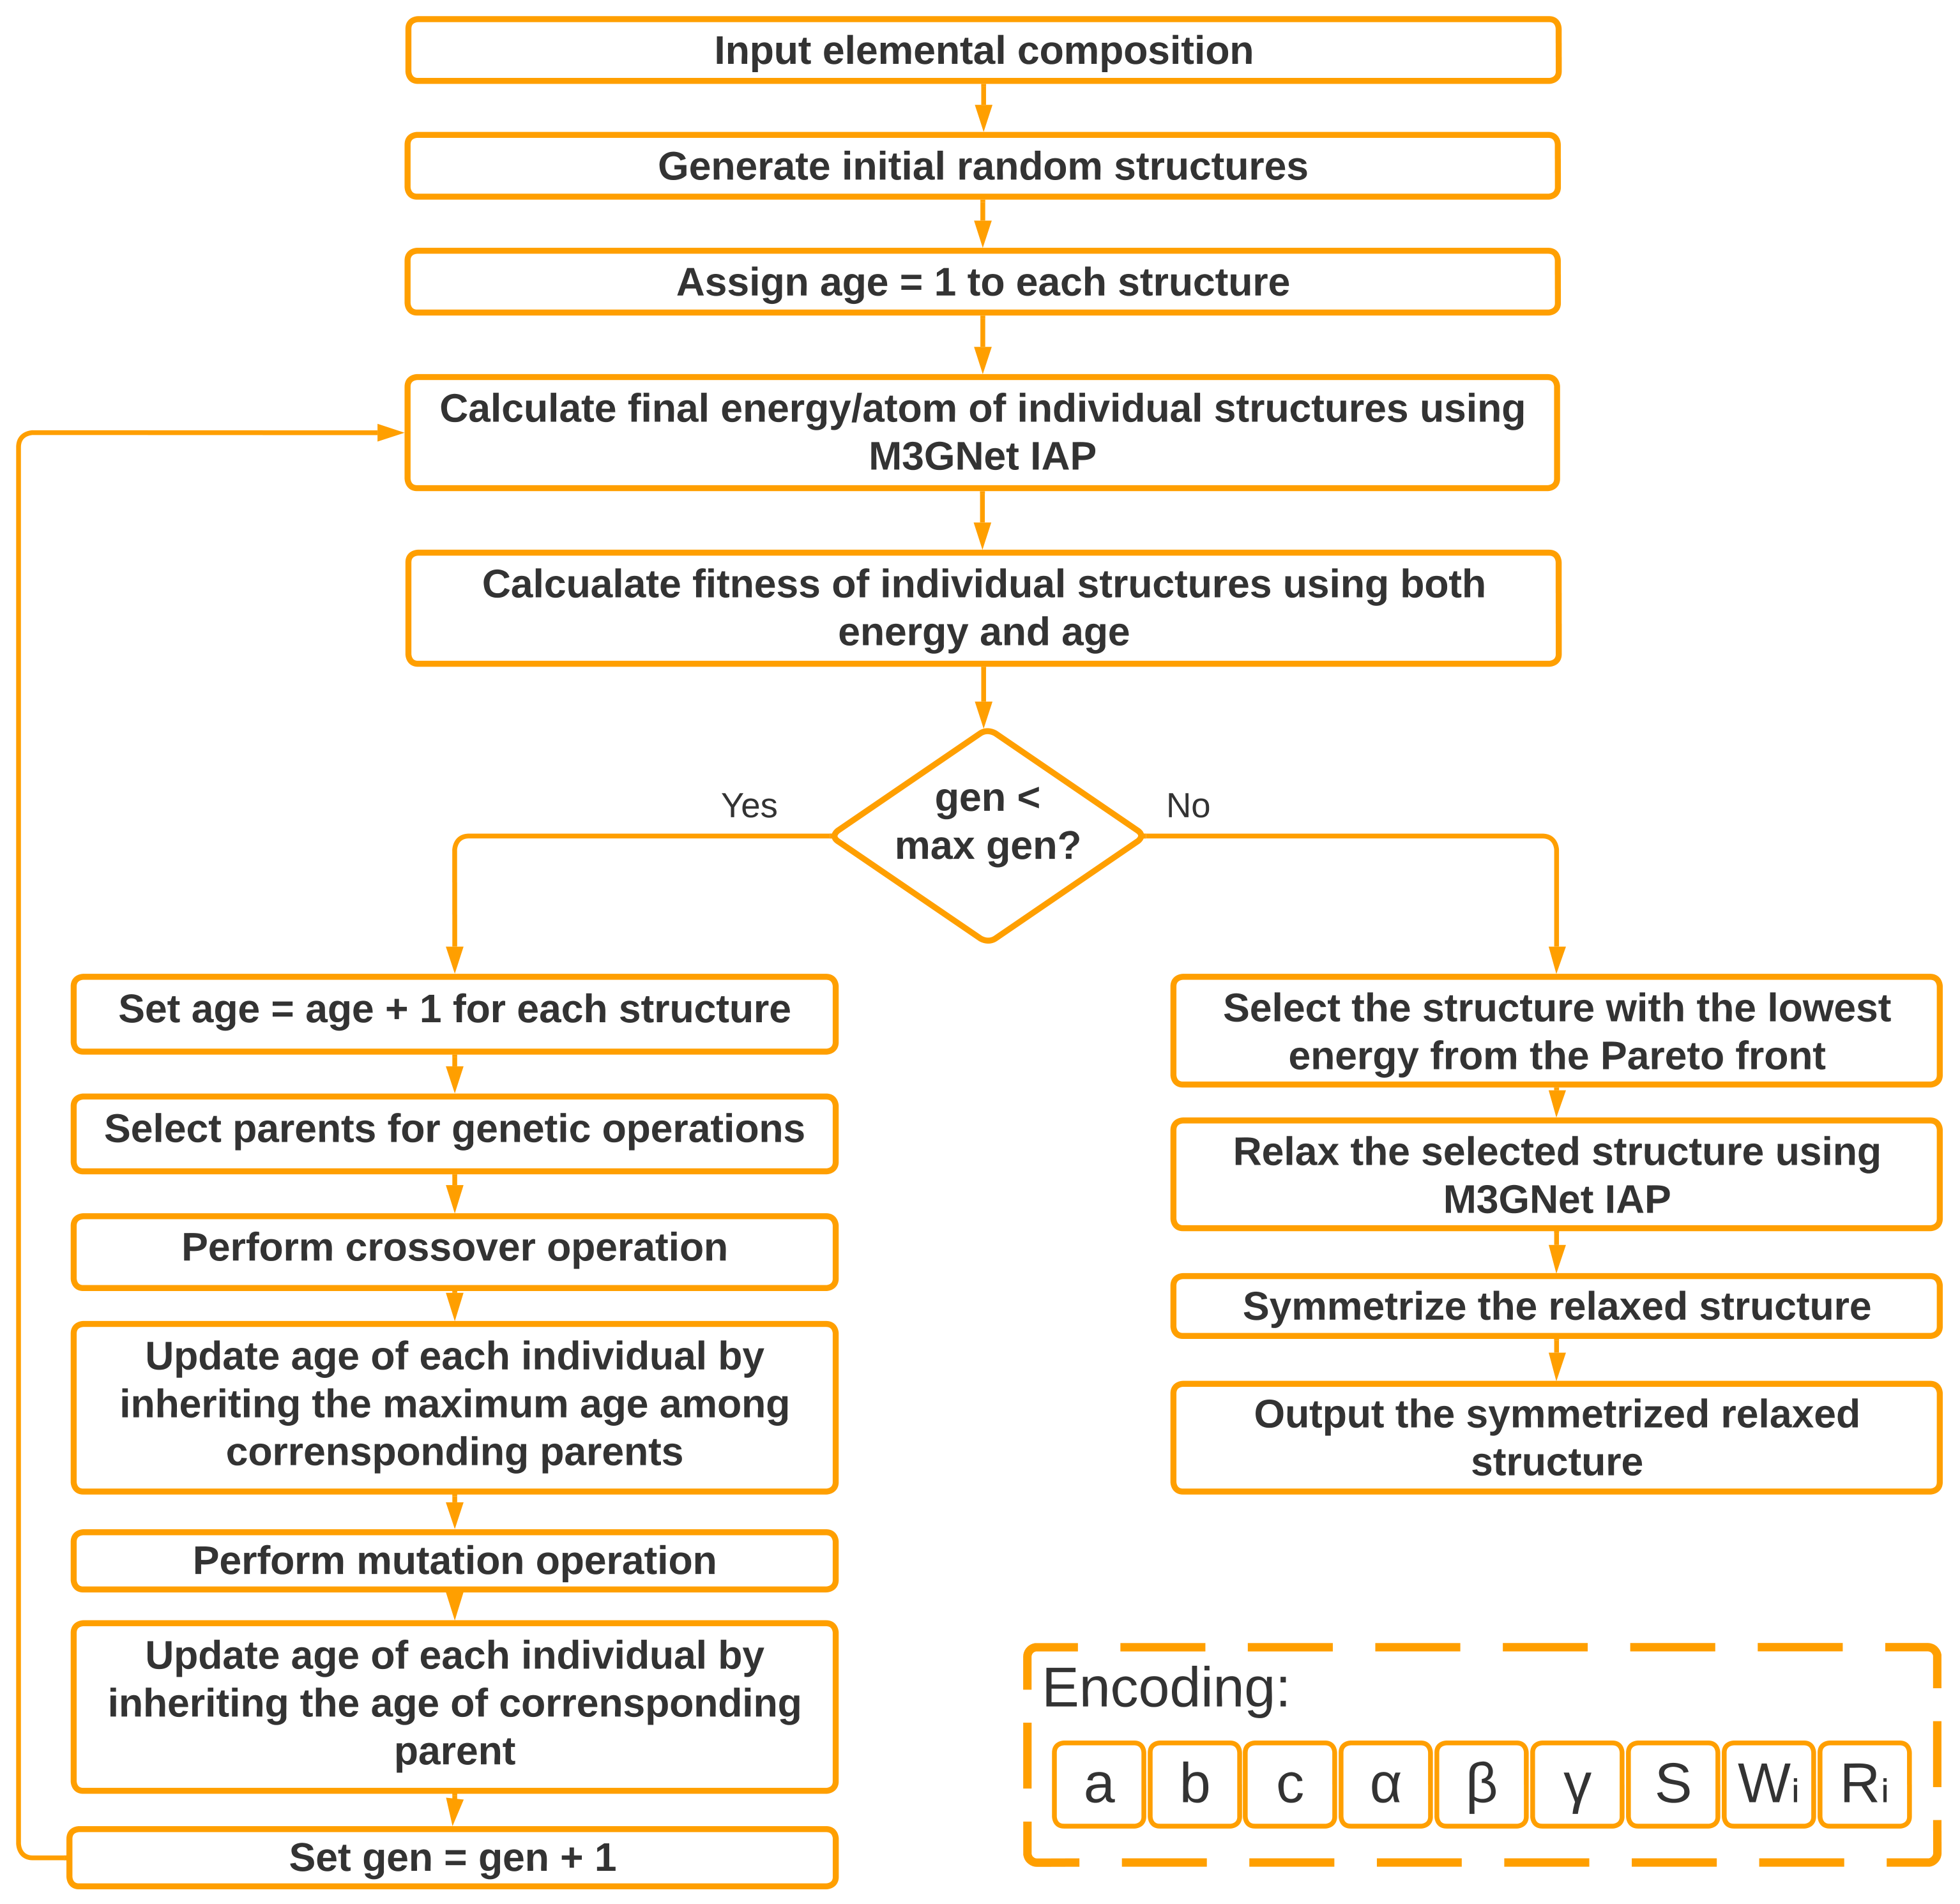 Input elemental composition
Generate initial random structures
Assign age = 1 to each structure
Calculate final energy/atom of individual structures using
M3GNet IAP
Calcualate fitness of individual structures using both
energy and age
gen <
max gen?
Yes
No
Set age = age + 1 for each structure
Select parents for genetic operations
Perform crossover operation
Update age of each individual by
inheriting the maximum age among
corrensponding parents
Perform mutation operation
Update age of each individual by
inheriting the age of corrensponding
parent
Set gen = gen + 1
Select the structure with the lowest
energy from the Pareto front
Relax the selected structure using
M3GNet IAP
Symmetrize the relaxed structure
Output the symmetrized relaxed
structure
Encoding:
a b c α β γ S Wᵢ Rᵢ